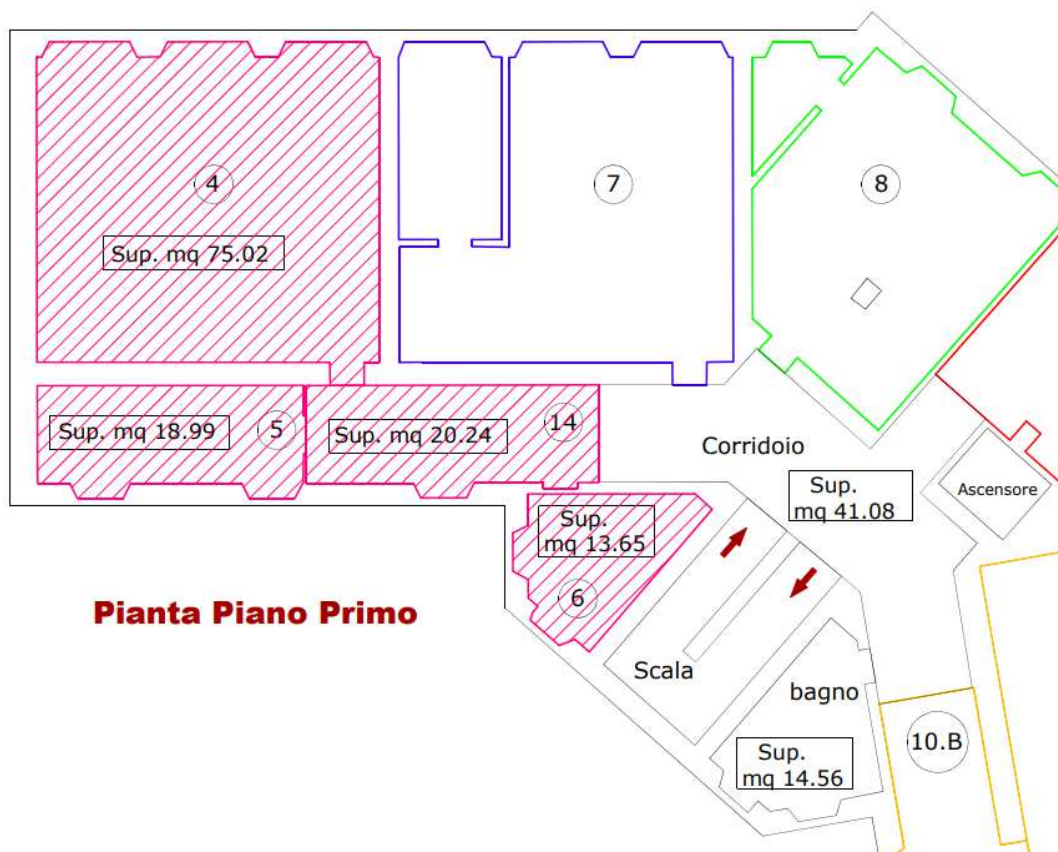 4
7
8
Sup. mq 75.02
Sup. mq 18.99
5
Sup. mq 20.24
14
Corridoio
Sup.
mq 41.08
Ascensore
Sup.
mq 13.65
6
Pianta Piano Primo
Scala
bagno
Sup.
mq 14.56
10.B